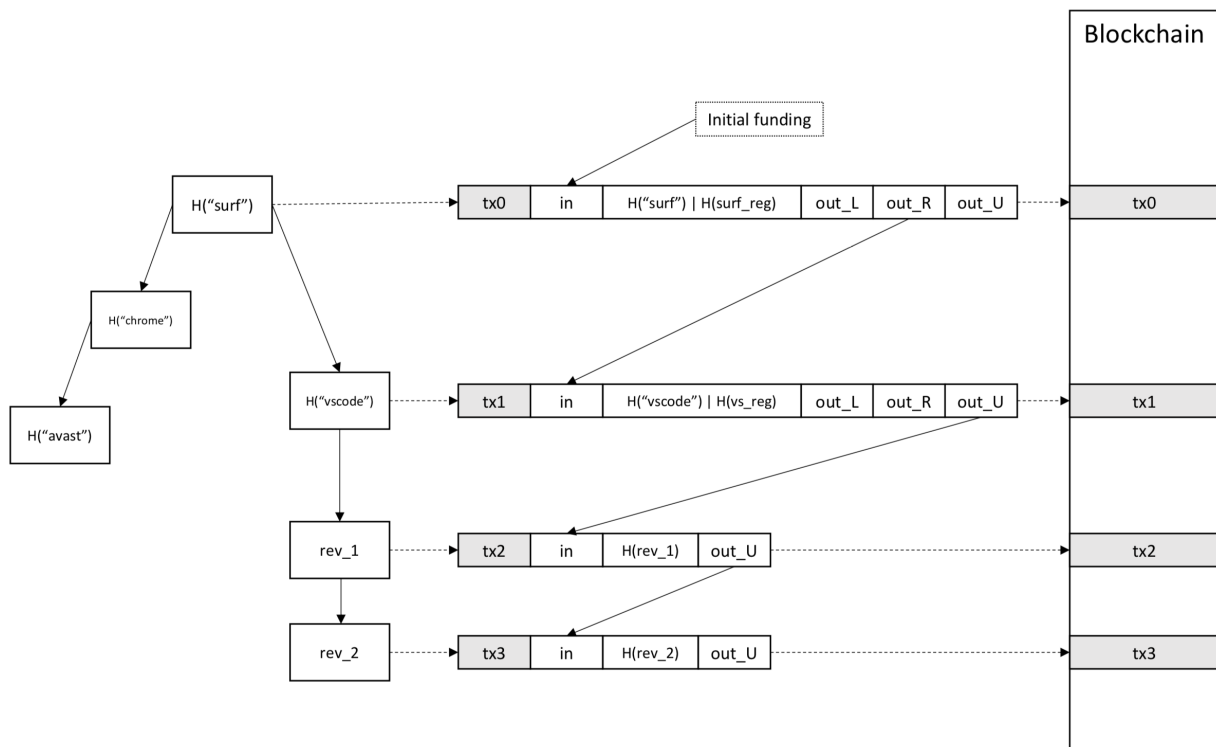 Blockchain
Initial funding
H(“surf”)
tx0 in H(“surf”) | H(surf_reg) out_L out_R out_U
tx0
H(“chrome”)
H(“vscode”)
tx1 in H(“vscode”) | H(vs_reg) out_L out_R out_U
tx1
H(“avast”)
rev_1
tx2 in H(rev_1) out_U
tx2
rev_2
tx3 in H(rev_2) out_U
tx3